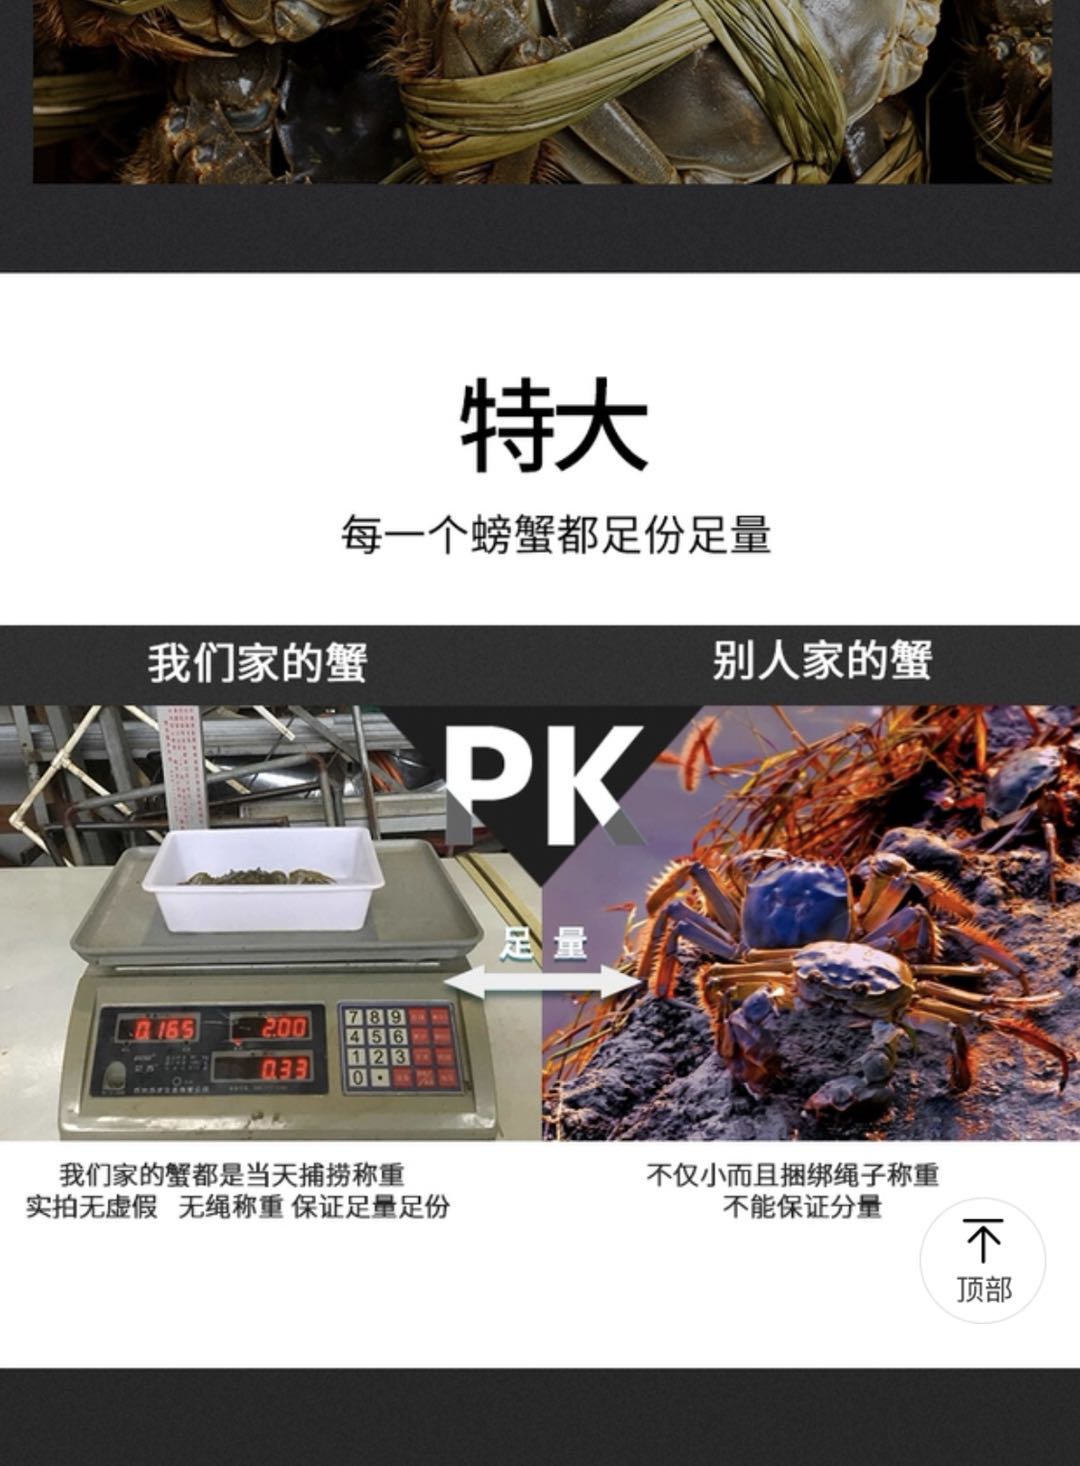 特大
每一个螃蟹都足份足量
我们家的蟹
别人家的蟹
PK
足 量
0.165
2.00
0.33
7 8 9
4 5 6
1 2 3
0 .
我们家的蟹都是当天捕捞称重
实拍无虚假 无绳称重 保证足量足份
不仅小而且捆绑绳子称重
不能保证分量
顶部